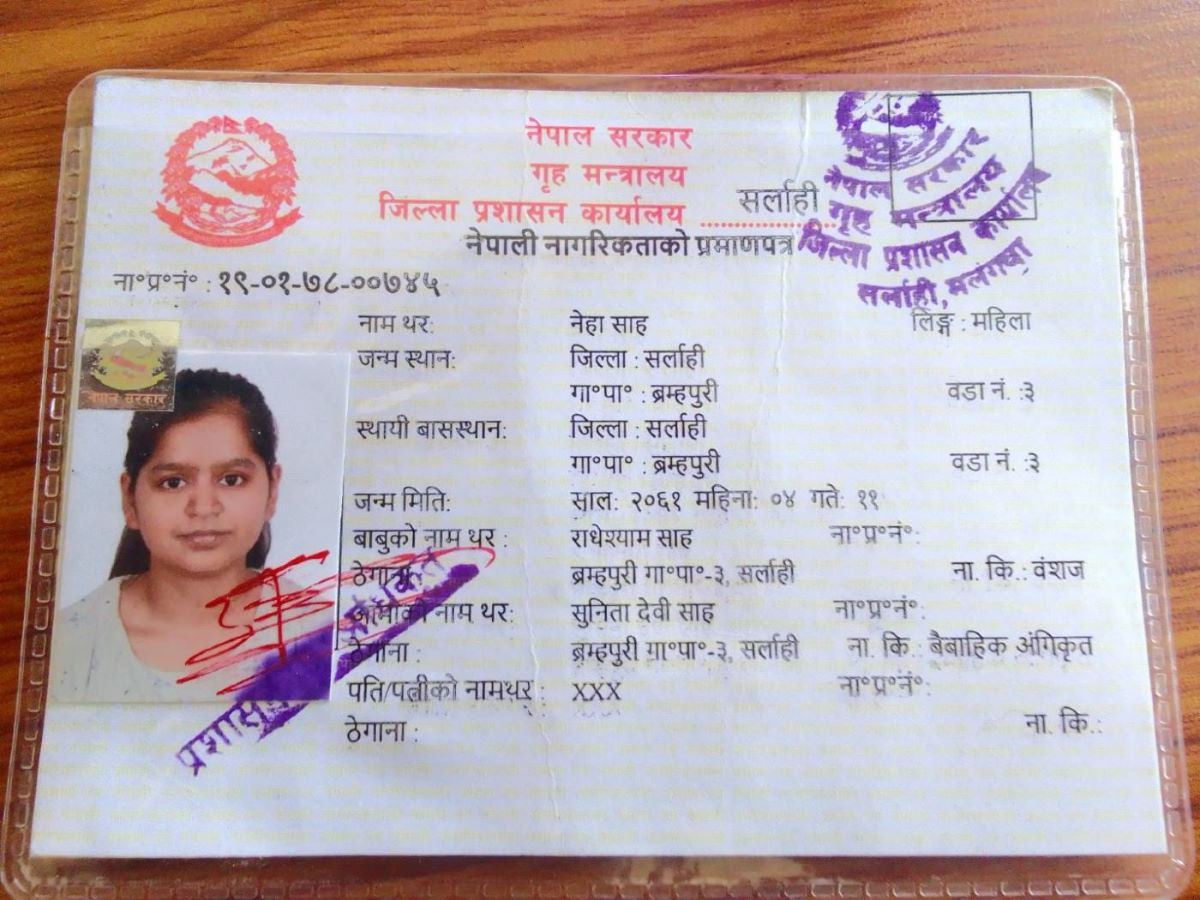 नेपाल सरकार
गृह मन्त्रालय
जिल्ला प्रशासन कार्यालय ............ सर्लाही
नेपाली नागरिकताको प्रमाणपत्र
नेपाल सरकार
गृह मन्त्रालय
जिल्ला प्रशासन कार्यालय
सर्लाही, मलंगवा
ना°प्र°नं° : १९-०१-७८-००७४५
नाम थर: नेहा साह लिङ्ग : महिला
जन्म स्थान: जिल्ला : सर्लाही
गा°पा° : ब्रम्हपुरी वडा नं. :३
स्थायी बासस्थान: जिल्ला : सर्लाही
गा°पा° : ब्रम्हपुरी वडा नं. :३
जन्म मिति: साल: २०६१ महिना: ०४ गते: ११
बाबुको नाम थर : राधेश्याम साह ना°प्र°नं°:
ठेगाना: ब्रम्हपुरी गा°पा°-३, सर्लाही ना. कि.: वंशज
आमाको नाम थर: सुनिता देवी साह ना°प्र°नं°:
ठेगाना : ब्रम्हपुरी गा°पा°-३, सर्लाही ना. कि.: बैबाहिक अंगिकृत
पति/पत्नीको नामथर् : XXX ना°प्र°नं°:
ठेगाना : ना. कि.:
नेपाल सरकार